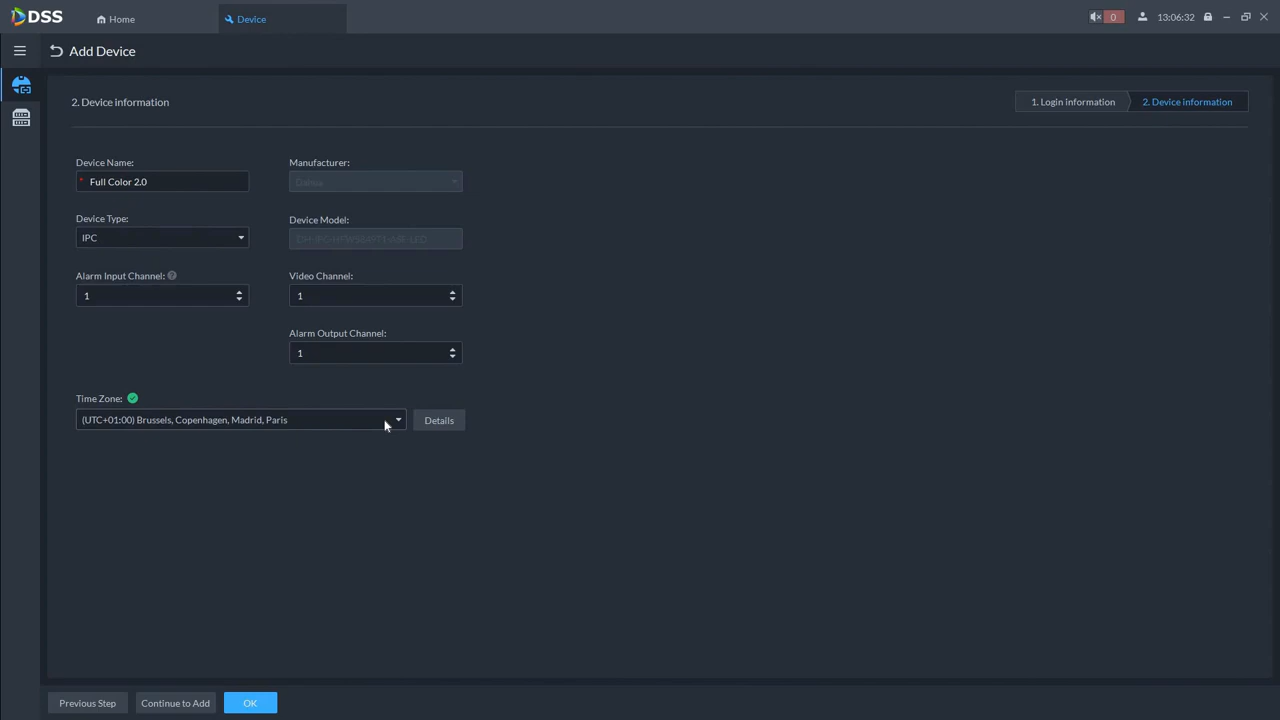 DSS
Home
Device
0
13:06:32
Add Device
2. Device information
1. Login information
2. Device information
Device Name:
Manufacturer:
* Full Color 2.0
Dahua
Device Type:
Device Model:
IPC
Alarm Input Channel:
Video Channel:
1
1
Alarm Output Channel:
1
Time Zone:
(UTC+01:00) Brussels, Copenhagen, Madrid, Paris
Details
Previous Step
Continue to Add
OK